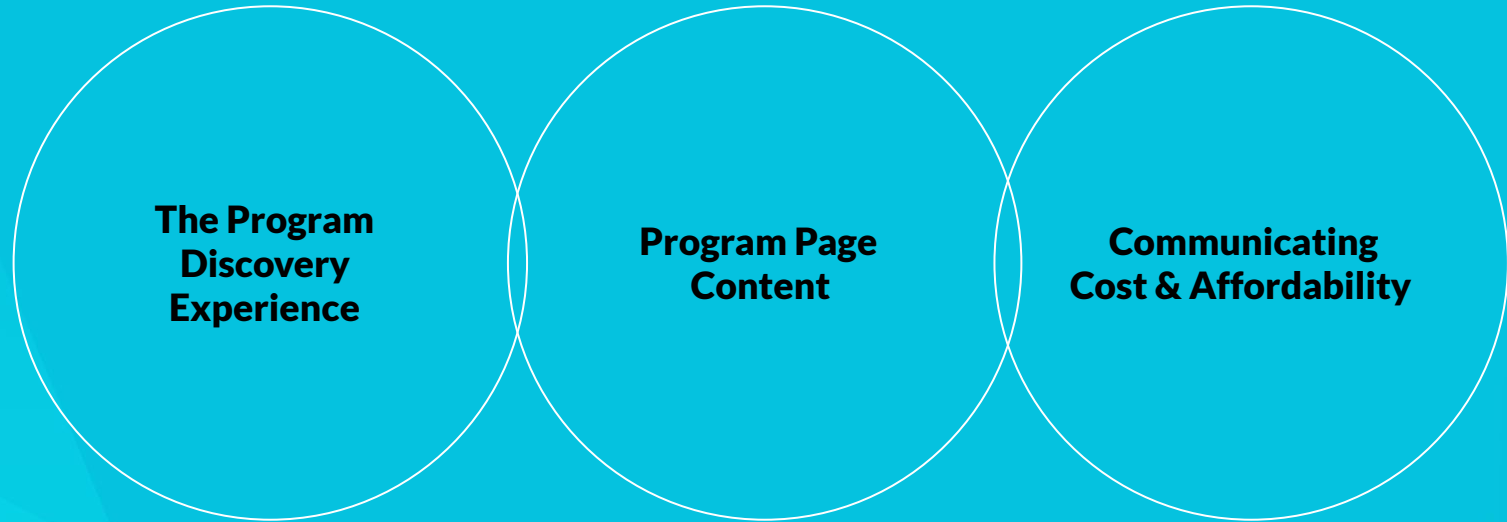 The Program
Discovery
Experience
Program Page
Content
Communicating
Cost & Affordability